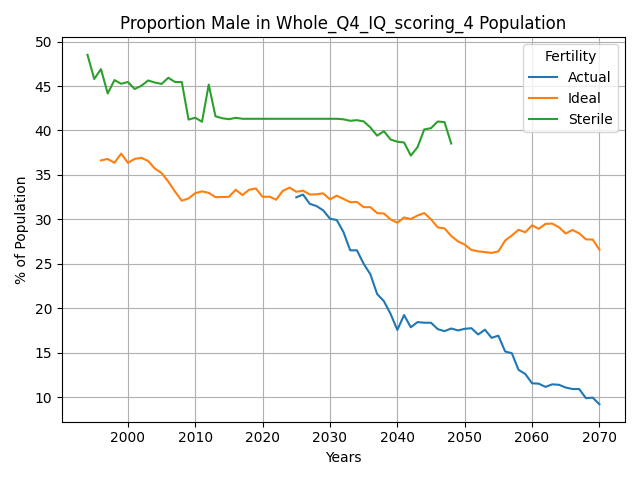 Proportion Male in Whole_Q4_IQ_scoring_4 Population
50
45
40
35
30
25
20
15
10
% of Population
Fertility
Actual
Ideal
Sterile
2000 2010 2020 2030 2040 2050 2060 2070
Years